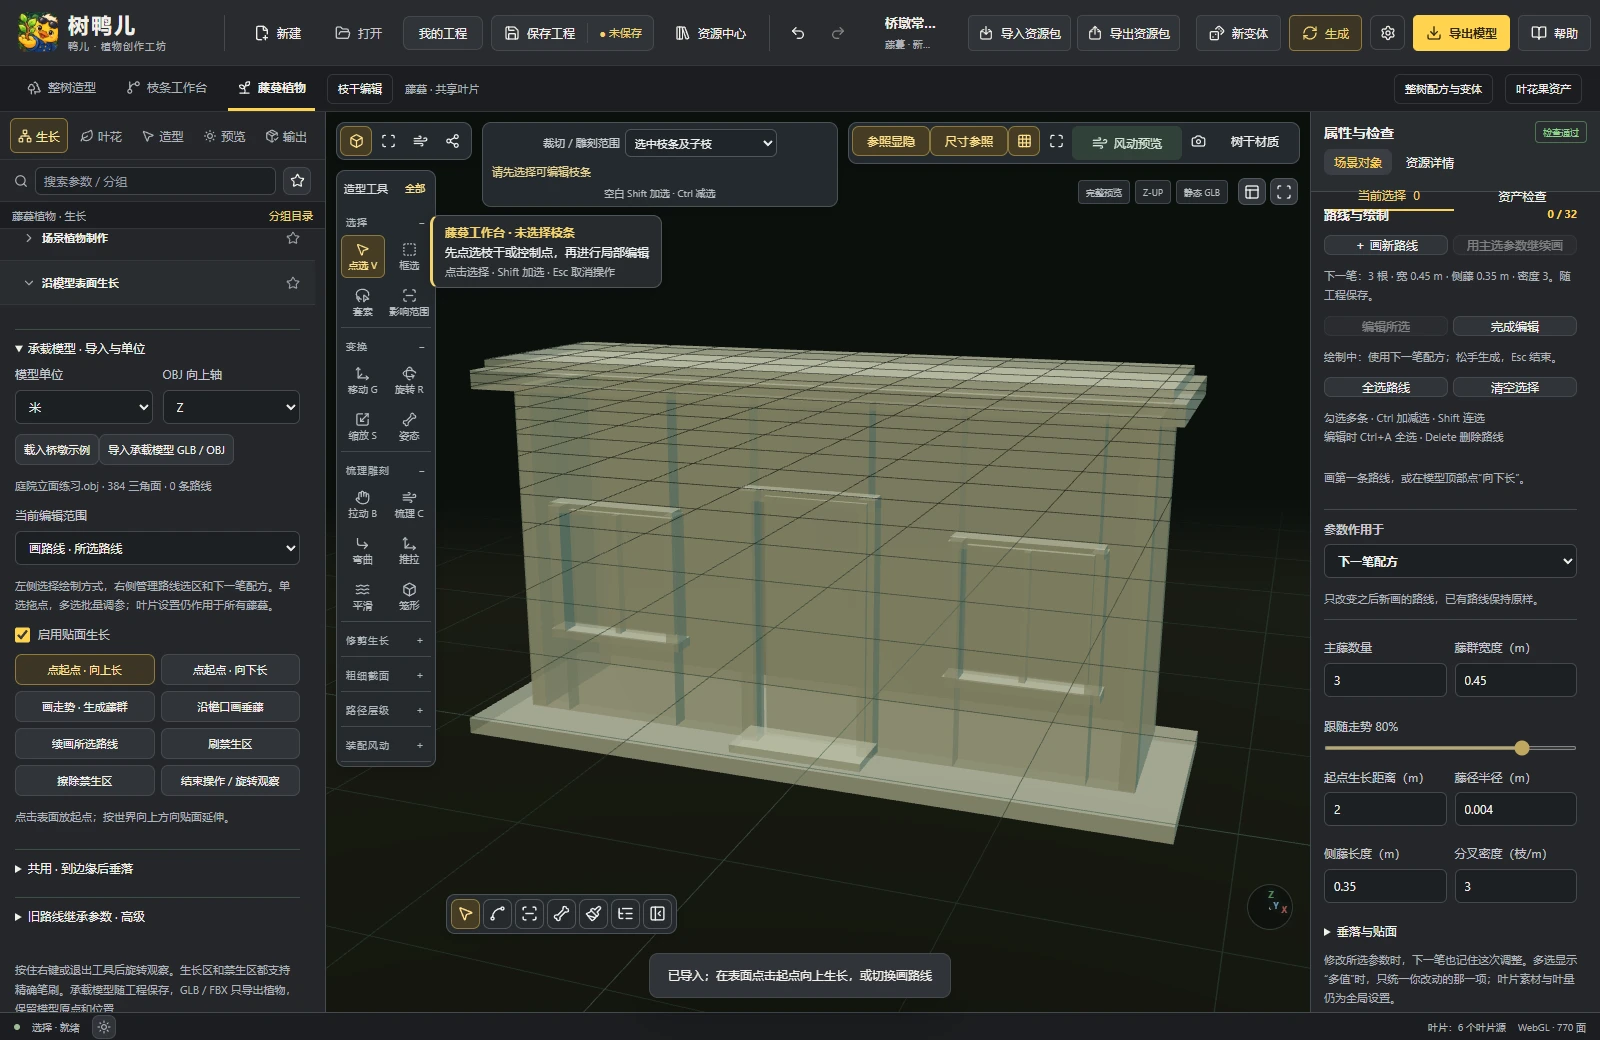 树鸭儿
鸭儿 · 植物创作工坊
新建
打开
我的工程
保存工程
● 未保存
资源中心
桥墩常...
藤蔓 · 新...
导入资源包
导出资源包
新变体
生成
导出模型
帮助
整树造型
枝条工作台
藤蔓植物
枝干编辑
藤蔓 · 共享叶片
整树配方与变体
叶花果资产
生长
叶花
造型
预览
输出
搜索参数 / 分组
藤蔓植物 · 生长
分组目录
场景植物制作
沿模型表面生长
承载模型 · 导入与单位
模型单位
OBJ 向上轴
米
Z
载入桥墩示例
导入承载模型 GLB / OBJ
庭院立面练习.obj · 384 三角面 · 0 条路线
当前编辑范围
画路线 · 所选路线
左侧选择绘制方式，右侧管理路线选区和下一笔配方。单
选拖点，多选批量调参；叶片设置仍作用于所有藤蔓。
启用贴面生长
点起点 · 向上长
点起点 · 向下长
画走势 · 生成藤群
沿檐口画垂藤
续画所选路线
刷禁生区
擦除禁生区
结束操作 / 旋转观察
点击表面放起点；按世界向上方向贴面延伸。
共用 · 到边缘后垂落
旧路线继承参数 · 高级
按住右键或退出工具后旋转观察。生长区和禁生区都支持
精确笔刷。承载模型随工程保存，GLB / FBX 只导出植物，
保留模型原点和位置
选择 · 就绪
裁切 / 雕刻范围
选中枝条及子枝
请先选择可编辑枝条
空白 Shift 加选 · Ctrl 减选
参照显隐
尺寸参照
风动预览
树干材质
完整预览
Z-UP
静态 GLB
造型工具
全部
选择
−
点选 V
框选
套索
影响范围
变换
−
移动 G
旋转 R
缩放 S
姿态
梳理雕刻
−
拉动 B
梳理 C
弯曲
推拉
平滑
笼形
修剪生长
+
粗细截面
+
路径层级
+
装配风动
+
藤蔓工作台 · 未选择枝条
先点选枝干或控制点，再进行局部编辑
点击选择 · Shift 加选 · Esc 取消操作
Z
Y
X
已导入；在表面点击起点向上生长，或切换画路线
属性与检查
检查通过
场景对象
资源详情
当前选择 0
资产检查
路线与绘制
0 / 32
+ 画新路线
用主选参数继续画
下一笔：3 根 · 宽 0.45 m · 侧藤 0.35 m · 密度 3。随
工程保存。
编辑所选
完成编辑
绘制中：使用下一笔配方；松手生成，Esc 结束。
全选路线
清空选择
勾选多条 · Ctrl 加减选 · Shift 连选
编辑时 Ctrl+A 全选 · Delete 删除路线
画第一条路线，或在模型顶部点“向下长”。
参数作用于
下一笔配方
只改变之后新画的路线，已有路线保持原样。
主藤数量
藤群宽度（m）
3
0.45
跟随走势 80%
起点生长距离（m）
藤径半径（m）
2
0.004
侧藤长度（m）
分叉密度（枝/m）
0.35
3
垂落与贴面
修改所选参数时，下一笔也记住这次调整。多选显示
“多值”时，只统一你改动的那一项；叶片素材与叶量
仍为全局设置。
叶片：6 个叶片源
WebGL · 770 面